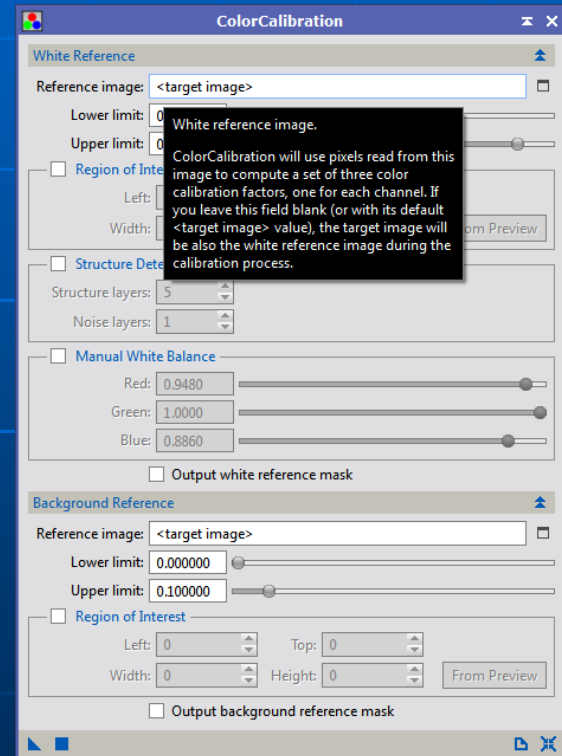 ColorCalibration
White Reference
Reference image: <target image>
Lower limit: 0
Upper limit: 0
White reference image.
ColorCalibration will use pixels read from this
image to compute a set of three color
calibration factors, one for each channel. If
you leave this field blank (or with its default
<target image> value), the target image will
be also the white reference image during the
calibration process.
Region of Inte
Left:
Width:
om Preview
Structure Dete
Structure layers: 5
Noise layers: 1
Manual White Balance
Red: 0.9480
Green: 1.0000
Blue: 0.8860
Output white reference mask
Background Reference
Reference image: <target image>
Lower limit: 0.000000
Upper limit: 0.100000
Region of Interest
Left: 0 Top: 0
Width: 0 Height: 0 From Preview
Output background reference mask